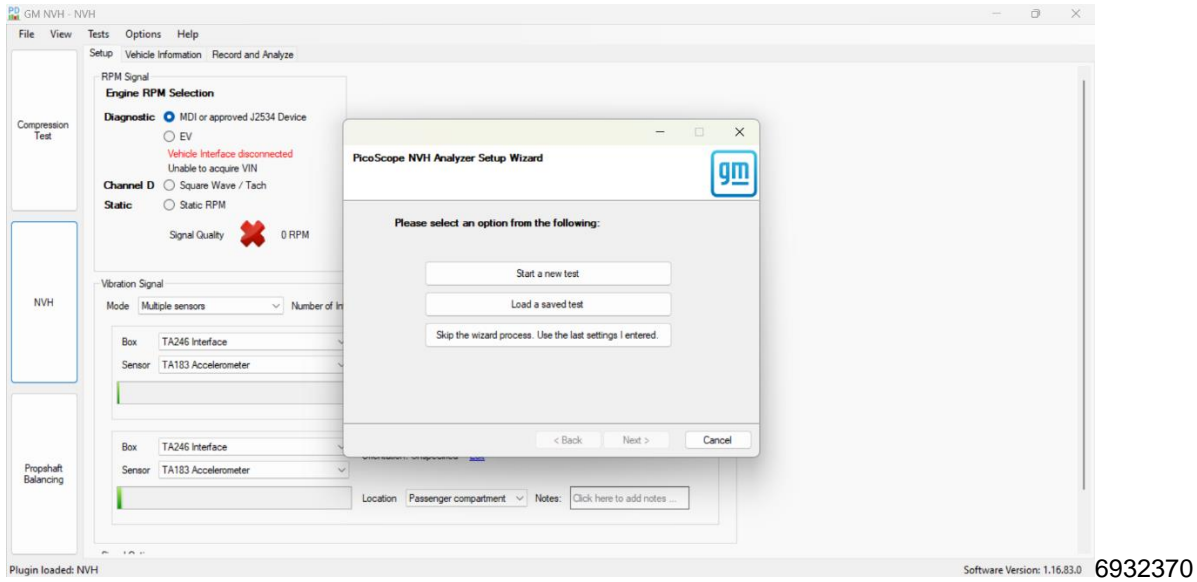 GM NVH - NVH
File View Tests Options Help
Setup Vehicle Information Record and Analyze
RPM Signal
Engine RPM Selection
Diagnostic MDI or approved J2534 Device
EV
Vehicle Interface disconnected
Unable to acquire VIN
Channel D Square Wave / Tach
Static Static RPM
Signal Quality 0 RPM
Compression
Test
NVH
Propshaft
Balancing
Vibration Signal
Mode Multiple sensors Number of
Box TA246 Interface
Sensor TA183 Accelerometer
Box TA246 Interface
Sensor TA183 Accelerometer
Location Passenger compartment Notes: Click here to add notes ...
PicoScope NVH Analyzer Setup Wizard
gm
Please select an option from the following:
Start a new test
Load a saved test
Skip the wizard process. Use the last settings I entered.
< Back Next > Cancel
Plugin loaded: NVH
Software Version: 1.16.83.0
6932370